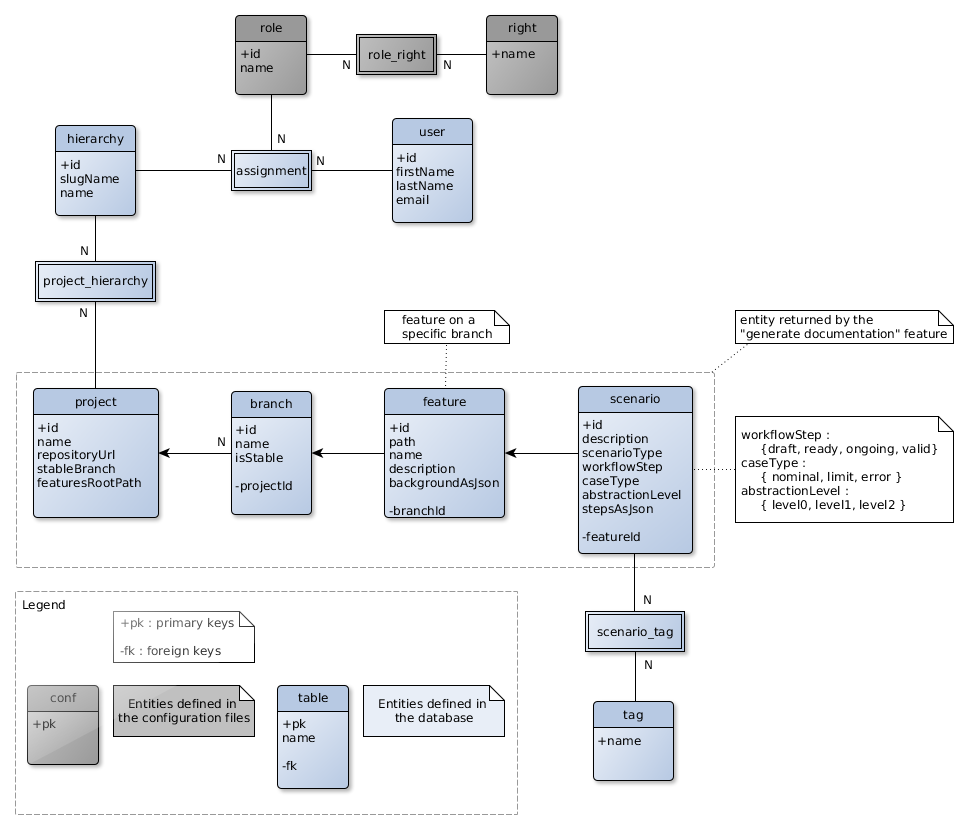 role
+id
name
N
role_right
N
right
+name
N
hierarchy
+id
slugName
name
N
assignment
N
user
+id
firstName
lastName
email
N
project_hierarchy
N
feature on a
specific branch
entity returned by the
"generate documentation" feature
project
+id
name
repositoryUrl
stableBranch
featuresRootPath
N
branch
+id
name
isStable
-projectId
feature
+id
path
name
description
backgroundAsJson
-branchId
scenario
+id
description
scenarioType
workflowStep
caseType
abstractionLevel
stepsAsJson
-featureId
workflowStep :
{draft, ready, ongoing, valid}
caseType :
{ nominal, limit, error }
abstractionLevel :
{ level0, level1, level2 }
N
scenario_tag
N
tag
+name
Legend
+pk : primary keys
-fk : foreign keys
conf
+pk
Entities defined in
the configuration files
table
+pk
name
-fk
Entities defined in
the database